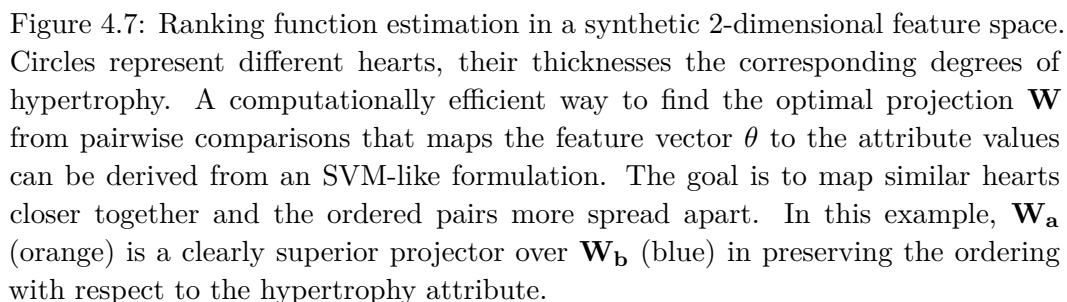 Figure 4.7: Ranking function estimation in a synthetic 2-dimensional feature space.
Circles represent different hearts, their thicknesses the corresponding degrees of
hypertrophy. A computationally efficient way to find the optimal projection W
from pairwise comparisons that maps the feature vector θ to the attribute values
can be derived from an SVM-like formulation. The goal is to map similar hearts
closer together and the ordered pairs more spread apart. In this example, Wa
(orange) is a clearly superior projector over Wb (blue) in preserving the ordering
with respect to the hypertrophy attribute.